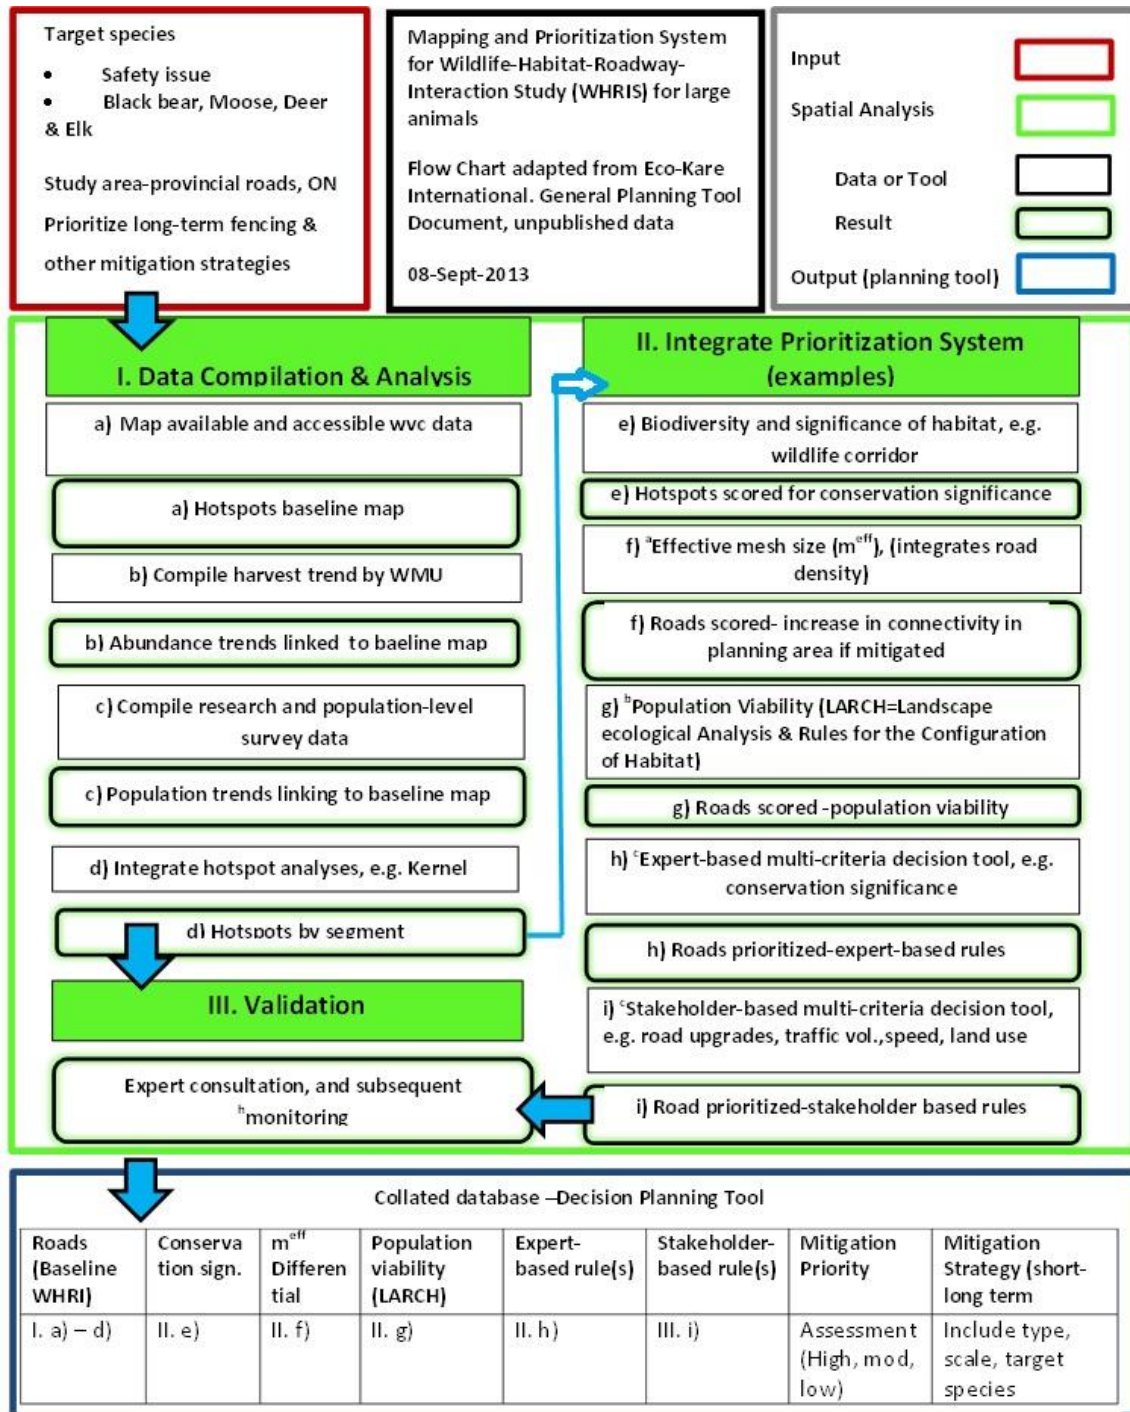 Target species
• Safety issue
• Black bear, Moose, Deer
& Elk
Study area-provincial roads, ON
Prioritize long-term fencing &
other mitigation strategies
Mapping and Prioritization System
for Wildlife-Habitat-Roadway-
Interaction Study (WHRIS) for large
animals
Flow Chart adapted from Eco-Kare
International. General Planning Tool
Document, unpublished data
08-Sept-2013
Input
Spatial Analysis
Data or Tool
Result
Output (planning tool)
I. Data Compilation & Analysis
a) Map available and accessible wvc data
a) Hotspots baseline map
b) Compile harvest trend by WMU
b) Abundance trends linked to baeline map
c) Compile research and population-level
survey data
c) Population trends linking to baseline map
d) Integrate hotspot analyses, e.g. Kernel
d) Hotspots by segment
III. Validation
Expert consultation, and subsequent
hmonitoring
II. Integrate Prioritization System
(examples)
e) Biodiversity and significance of habitat, e.g.
wildlife corridor
e) Hotspots scored for conservation significance
f) aEffective mesh size (meff), (integrates road
density)
f) Roads scored- increase in connectivity in
planning area if mitigated
g) bPopulation Viability (LARCH=Landscape
ecological Analysis & Rules for the Configuration
of Habitat)
g) Roads scored -population viability
h) cExpert-based multi-criteria decision tool, e.g.
conservation significance
h) Roads prioritized-expert-based rules
i) cStakeholder-based multi-criteria decision tool,
e.g. road upgrades, traffic vol.,speed, land use
i) Road prioritized-stakeholder based rules
Collated database –Decision Planning Tool
Roads
(Baseline
WHRI)
Conserva
tion sign.
meff
Differen
tial
Population
viability
(LARCH)
Expert-
based rule(s)
Stakeholder-
based rule(s)
Mitigation
Priority
Mitigation
Strategy (short-
long term
I. a) – d)
II. e)
II. f)
II. g)
II. h)
III. i)
Assessment
(High, mod,
low)
Include type,
scale, target
species